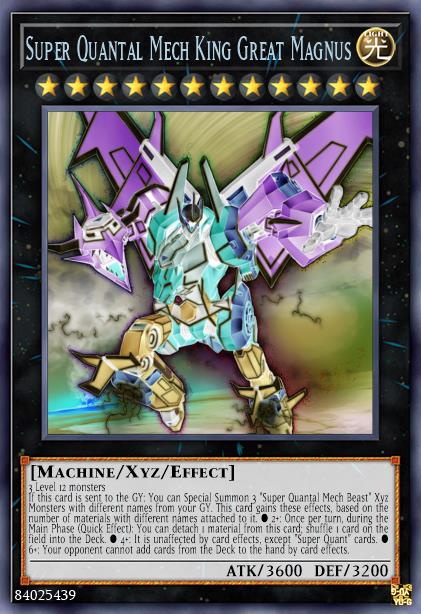 Super Quantal Mech King Great Magnus
LIGHT
光
[Machine/Xyz/Effect]
3 Level 12 monsters
If this card is sent to the GY: You can Special Summon 3 "Super Quantal Mech Beast" Xyz
Monsters with different names from your GY. This card gains these effects, based on the
number of materials with different names attached to it. ● 2+: Once per turn, during the
Main Phase (Quick Effect): You can detach 1 material from this card; shuffle 1 card on the
field into the Deck. ● 4+: It is unaffected by card effects, except "Super Quant" cards. ●
6+: Your opponent cannot add cards from the Deck to the hand by card effects.
ATK/3600 DEF/3200
84025439